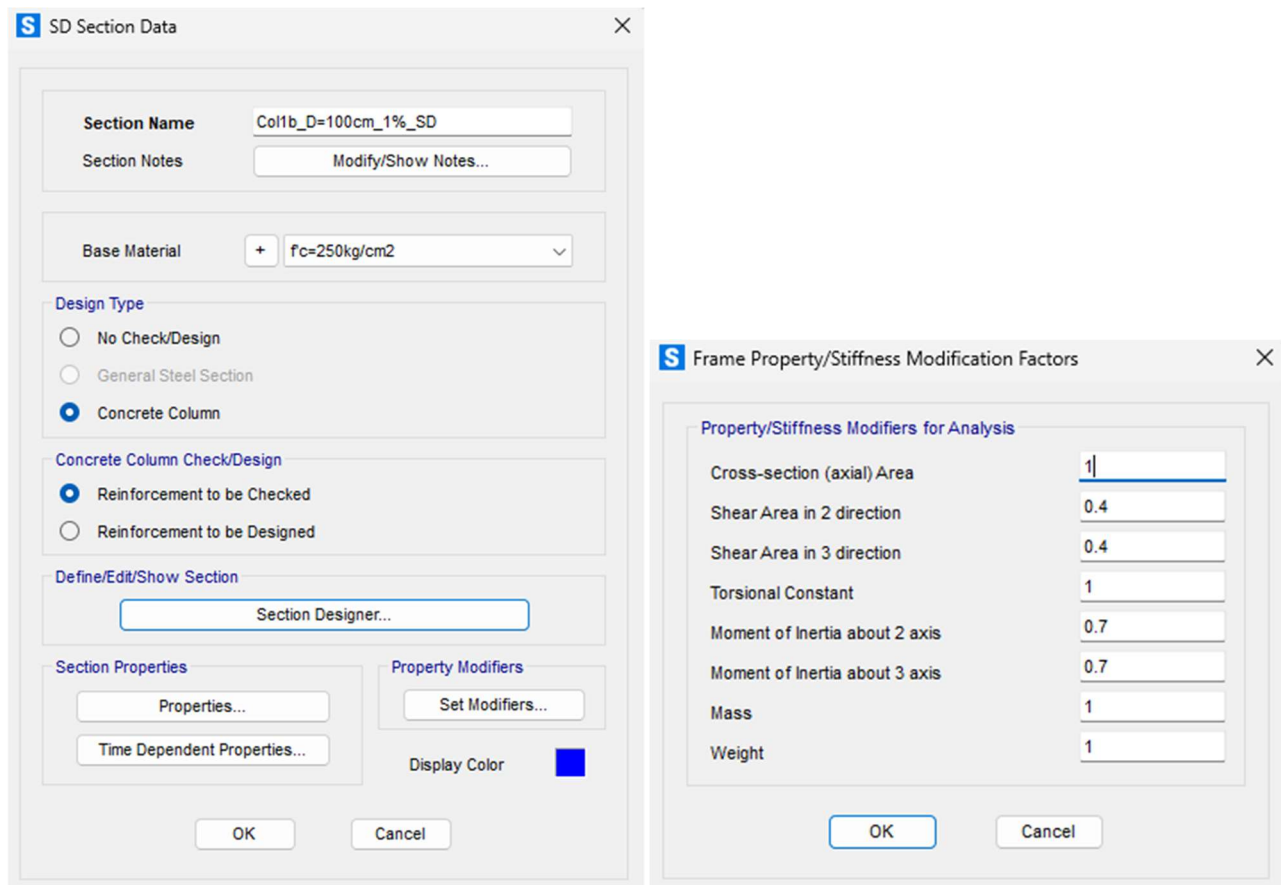 S SD Section Data
Section Name Col1b_D=100cm_1%_SD
Section Notes Modify/Show Notes...
Base Material + f'c=250kg/cm2
Design Type
No Check/Design
General Steel Section
Concrete Column
Concrete Column Check/Design
Reinforcement to be Checked
Reinforcement to be Designed
Define/Edit/Show Section
Section Designer...
Section Properties
Properties...
Time Dependent Properties...
Property Modifiers
Set Modifiers...
Display Color
OK Cancel
S Frame Property/Stiffness Modification Factors
Property/Stiffness Modifiers for Analysis
Cross-section (axial) Area 1
Shear Area in 2 direction 0.4
Shear Area in 3 direction 0.4
Torsional Constant 1
Moment of Inertia about 2 axis 0.7
Moment of Inertia about 3 axis 0.7
Mass 1
Weight 1
OK Cancel